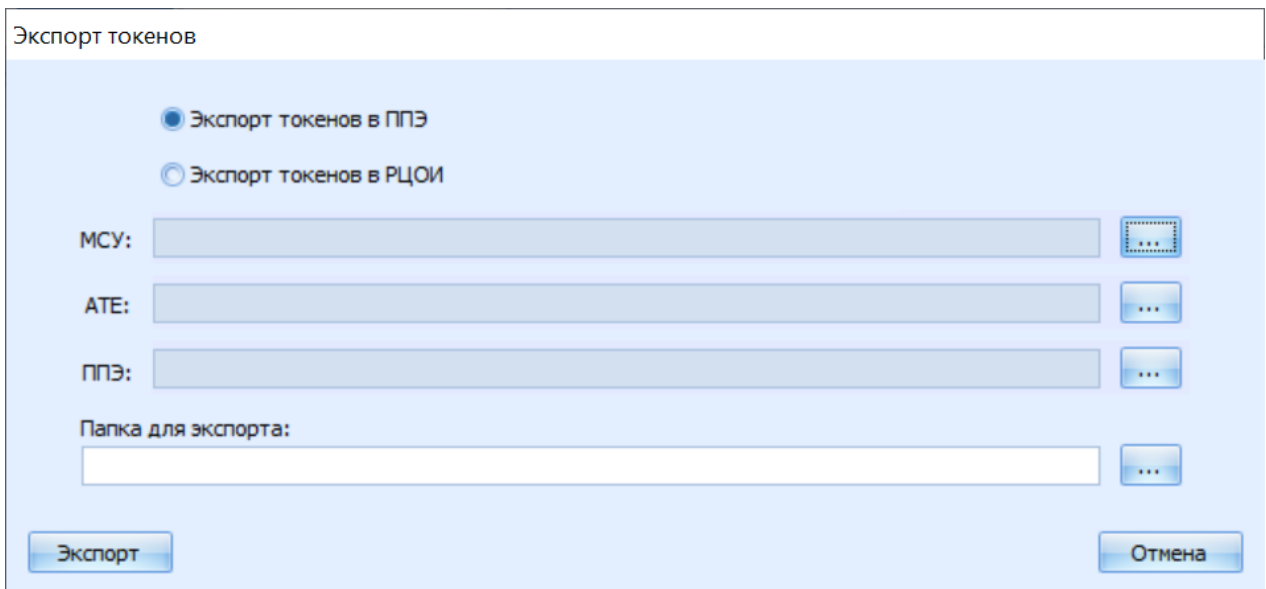 Экспорт токенов
Экспорт токенов в ППЭ
Экспорт токенов в РЦОИ
МСУ: ...
АТЕ: ...
ППЭ: ...
Папка для экспорта:
...
Экспорт Отмена